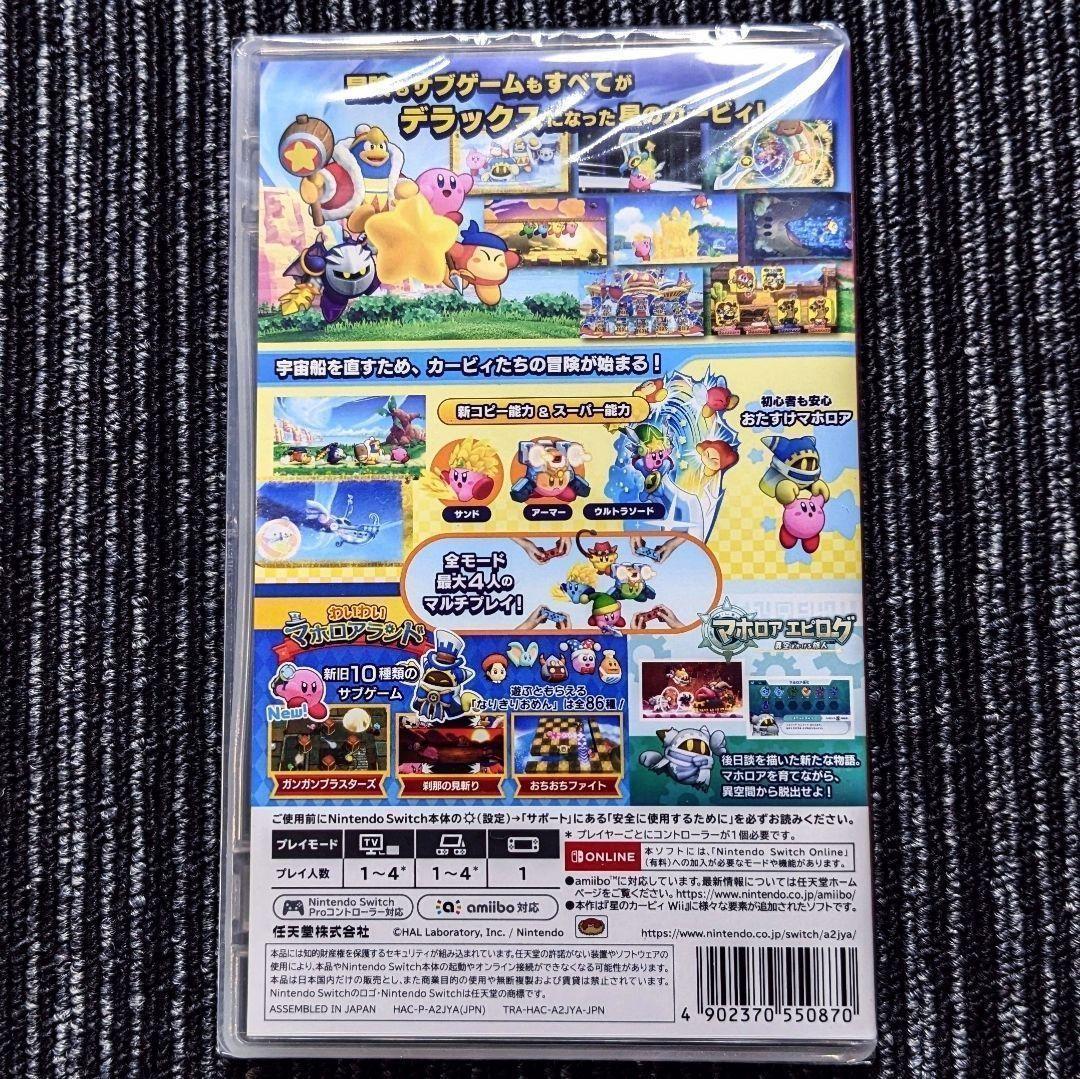 冒険もサブゲームもすべてが
デラックスになった星のカービィ!
宇宙船を直すため、カービィたちの冒険が始まる!
新コピー能力 & スーパー能力
サンド
アーマー
ウルトラソード
初心者も安心
おたすけマホロア
全モード
最大4人の
マルチプレイ!
わいわい
マホロアランド
新旧10種類の
サブゲーム
New!
遊ぶともらえる
「なりきりおめん」は全86種!
ガンガンブラスターズ
刹那の見斬り
おちおちファイト
マホロア エピローグ
後日談を描いた新たな物語。
マホロアを育てながら、
異空間から脱出せよ!
ご使用前にNintendo Switch本体の(設定)→「サポート」にある「安全に使用するために」を必ずお読みください。
プレイモード
TV
プレイ人数
1~4*
1~4*
1
* プレイヤーごとにコントローラーが1個必要です。
ONLINE
本ソフトには、「Nintendo Switch Online」
(有料)への加入が必要なモードや機能があります。
●amiibo™に対応しています。最新情報については任天堂ホーム
ページをご覧ください。https://www.nintendo.co.jp/amiibo/
●本作は『星のカービィ Wii』に様々な要素が追加されたソフトです。
Nintendo Switch
Proコントローラー対応
amiibo 対応
任天堂株式会社
©HAL Laboratory, Inc. / Nintendo
https://www.nintendo.co.jp/switch/a2jya/
本品には知的財産権を保護するセキュリティが組み込まれています。任天堂の許諾がない装置やソフトウェアの
使用により、本品やNintendo Switch本体の起動やオンライン接続ができなくなる可能性があります。
本品は日本国内だけの販売とし、また商業目的の使用や無断複製および賃貸は禁止されています。
Nintendo Switchのロゴ・Nintendo Switchは任天堂の商標です。
ASSEMBLED IN JAPAN HAC-P-A2JYA(JPN) TRA-HAC-A2JYA-JPN
4 902370 550870